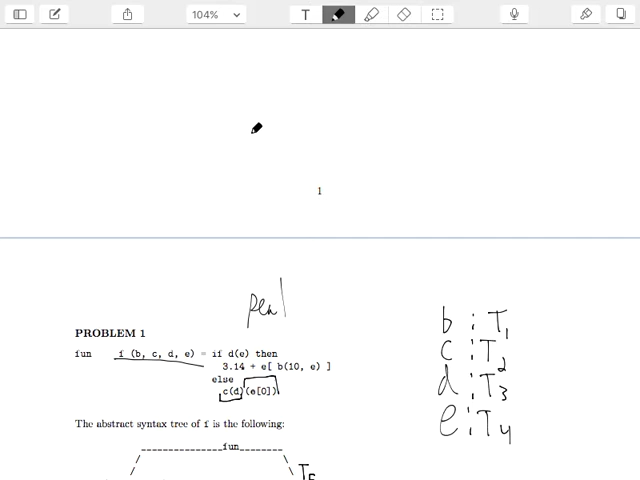 104%
T
1
real
PROBLEM 1
fun f (b, c, d, e) = if d(e) then
3.14 + e[ b(10, e) ]
else
c(d)(e[0])
b : T1
c : T2
d : T3
e : T4
The abstract syntax tree of f is the following:
fun
T5